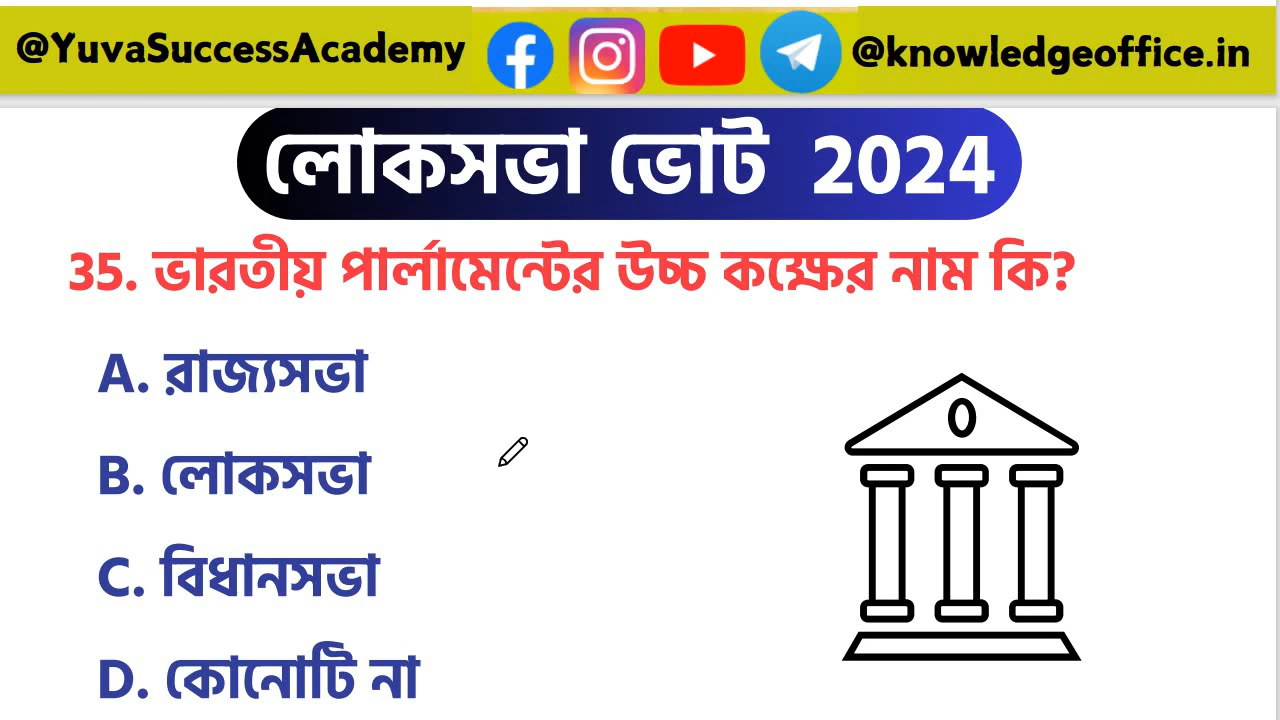 @YuvaSuccessAcademy @knowledgeoffice.in
লোকসভা ভোট 2024
35. ভারতীয় পার্লামেন্টের উচ্চ কক্ষের নাম কি?
A. রাজ্যসভা
B. লোকসভা
C. বিধানসভা
D. কোনোটি না